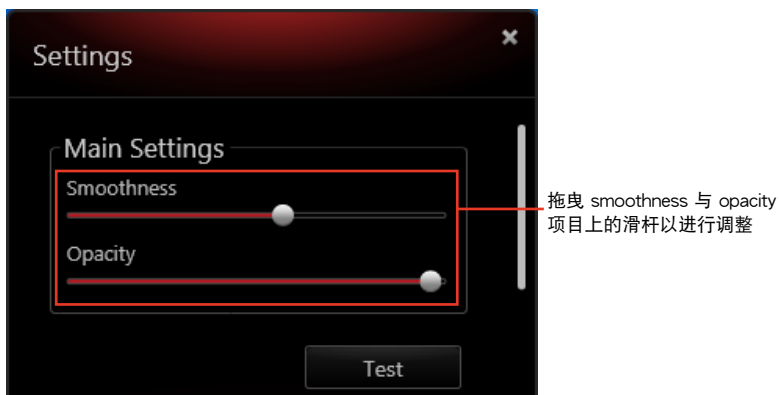 Settings
Main Settings
Smoothness
Opacity
Test
拖曳 smoothness 与 opacity
项目上的滑杆以进行调整